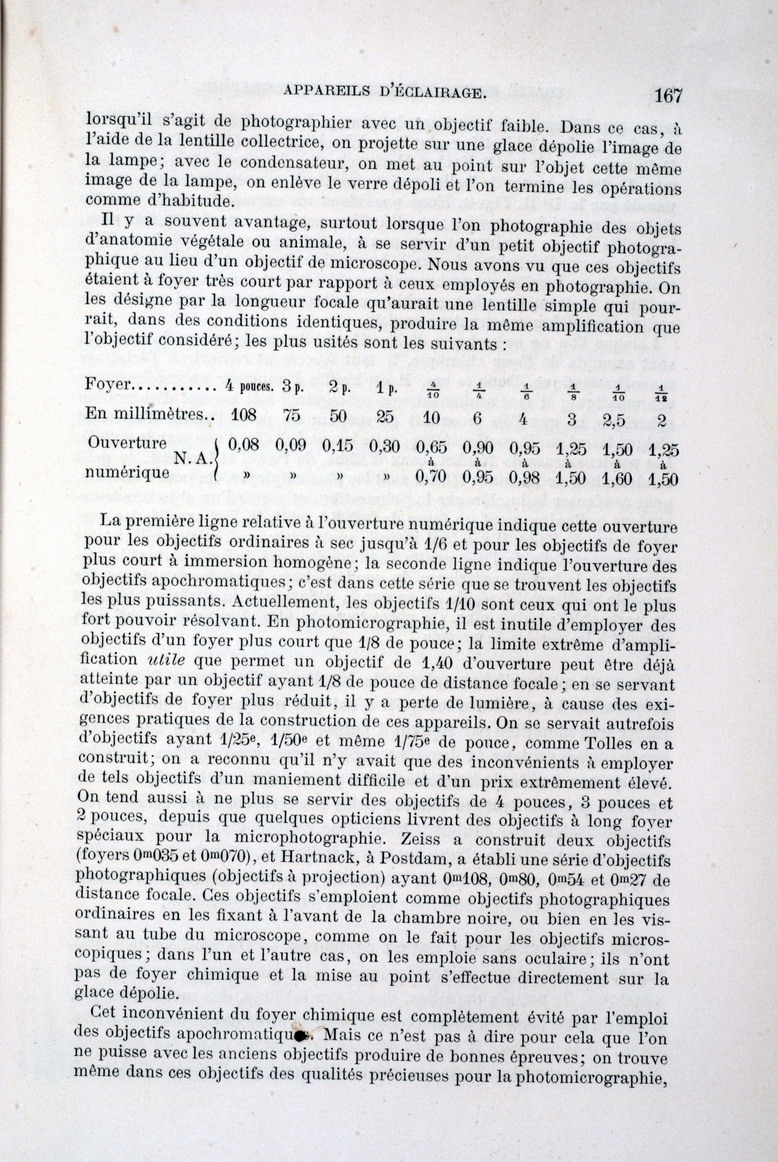 APPAREILS D'ÉCLAIRAGE. 167
lorsqu'il s'agit de photographier avec un objectif faible. Dans ce cas, à
l'aide de la lentille collectrice, on projette sur une glace dépolie l'image de
la lampe; avec le condensateur, on met au point sur l'objet cette même
image de la lampe, on enlève le verre dépoli et l'on termine les opérations
comme d'habitude.
Il y a souvent avantage, surtout lorsque l'on photographie des objets
d'anatomie végétale ou animale, à se servir d'un petit objectif photogra-
phique au lieu d'un objectif de microscope. Nous avons vu que ces objectifs
étaient à foyer très court par rapport à ceux employés en photographie. On
les désigne par la longueur focale qu'aurait une lentille simple qui pour-
rait, dans des conditions identiques, produire la même amplification que
l'objectif considéré; les plus usités sont les suivants :
Foyer........... 4 pouces. 3 p. 2 p. 1 p. 4/10 1/4 1/6 1/8 1/10 1/12
En millimètres.. 108 75 50 25 10 6 4 3 2,5 2
Ouverture N. A. { 0,08 0,09 0,15 0,30 0,65 0,90 0,95 1,25 1,50 1,25
à à à à à à
numérique » » » » 0,70 0,95 0,98 1,50 1,60 1,50
La première ligne relative à l'ouverture numérique indique cette ouverture
pour les objectifs ordinaires à sec jusqu'à 1/6 et pour les objectifs de foyer
plus court à immersion homogène; la seconde ligne indique l'ouverture des
objectifs apochromatiques; c'est dans cette série que se trouvent les objectifs
les plus puissants. Actuellement, les objectifs 1/10 sont ceux qui ont le plus
fort pouvoir résolvant. En photomicrographie, il est inutile d'employer des
objectifs d'un foyer plus court que 1/8 de pouce; la limite extrême d'ampli-
fication utile que permet un objectif de 1,40 d'ouverture peut être déjà
atteinte par un objectif ayant 1/8 de pouce de distance focale; en se servant
d'objectifs de foyer plus réduit, il y a perte de lumière, à cause des exi-
gences pratiques de la construction de ces appareils. On se servait autrefois
d'objectifs ayant 1/25e, 1/50e et même 1/75e de pouce, comme Tolles en a
construit; on a reconnu qu'il n'y avait que des inconvénients à employer
de tels objectifs d'un maniement difficile et d'un prix extrêmement élevé.
On tend aussi à ne plus se servir des objectifs de 4 pouces, 3 pouces et
2 pouces, depuis que quelques opticiens livrent des objectifs à long foyer
spéciaux pour la microphotographie. Zeiss a construit deux objectifs
(foyers 0m035 et 0m070), et Hartnack, à Postdam, a établi une série d'objectifs
photographiques (objectifs à projection) ayant 0m108, 0m80, 0m54 et 0m27 de
distance focale. Ces objectifs s'emploient comme objectifs photographiques
ordinaires en les fixant à l'avant de la chambre noire, ou bien en les vis-
sant au tube du microscope, comme on le fait pour les objectifs micros-
copiques; dans l'un et l'autre cas, on les emploie sans oculaire; ils n'ont
pas de foyer chimique et la mise au point s'effectue directement sur la
glace dépolie.
Cet inconvénient du foyer chimique est complètement évité par l'emploi
des objectifs apochromatiques. Mais ce n'est pas à dire pour cela que l'on
ne puisse avec les anciens objectifs produire de bonnes épreuves; on trouve
même dans ces objectifs des qualités précieuses pour la photomicrographie,